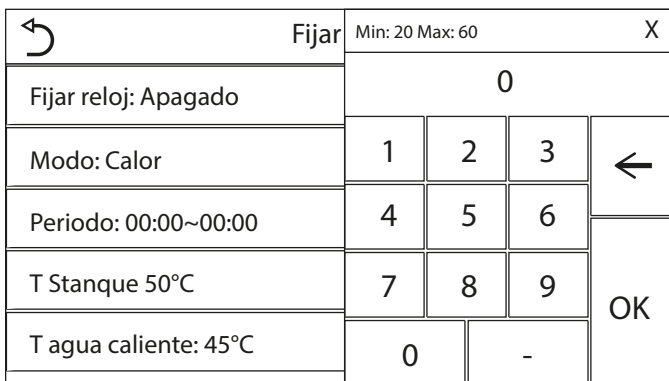 Fijar
Fijar reloj: Apagado
Modo: Calor
Periodo: 00:00~00:00
T Stanque 50°C
T agua caliente: 45°C
Min: 20 Max: 60 X
0
1 2 3
4 5 6
7 8 9
OK
0 -